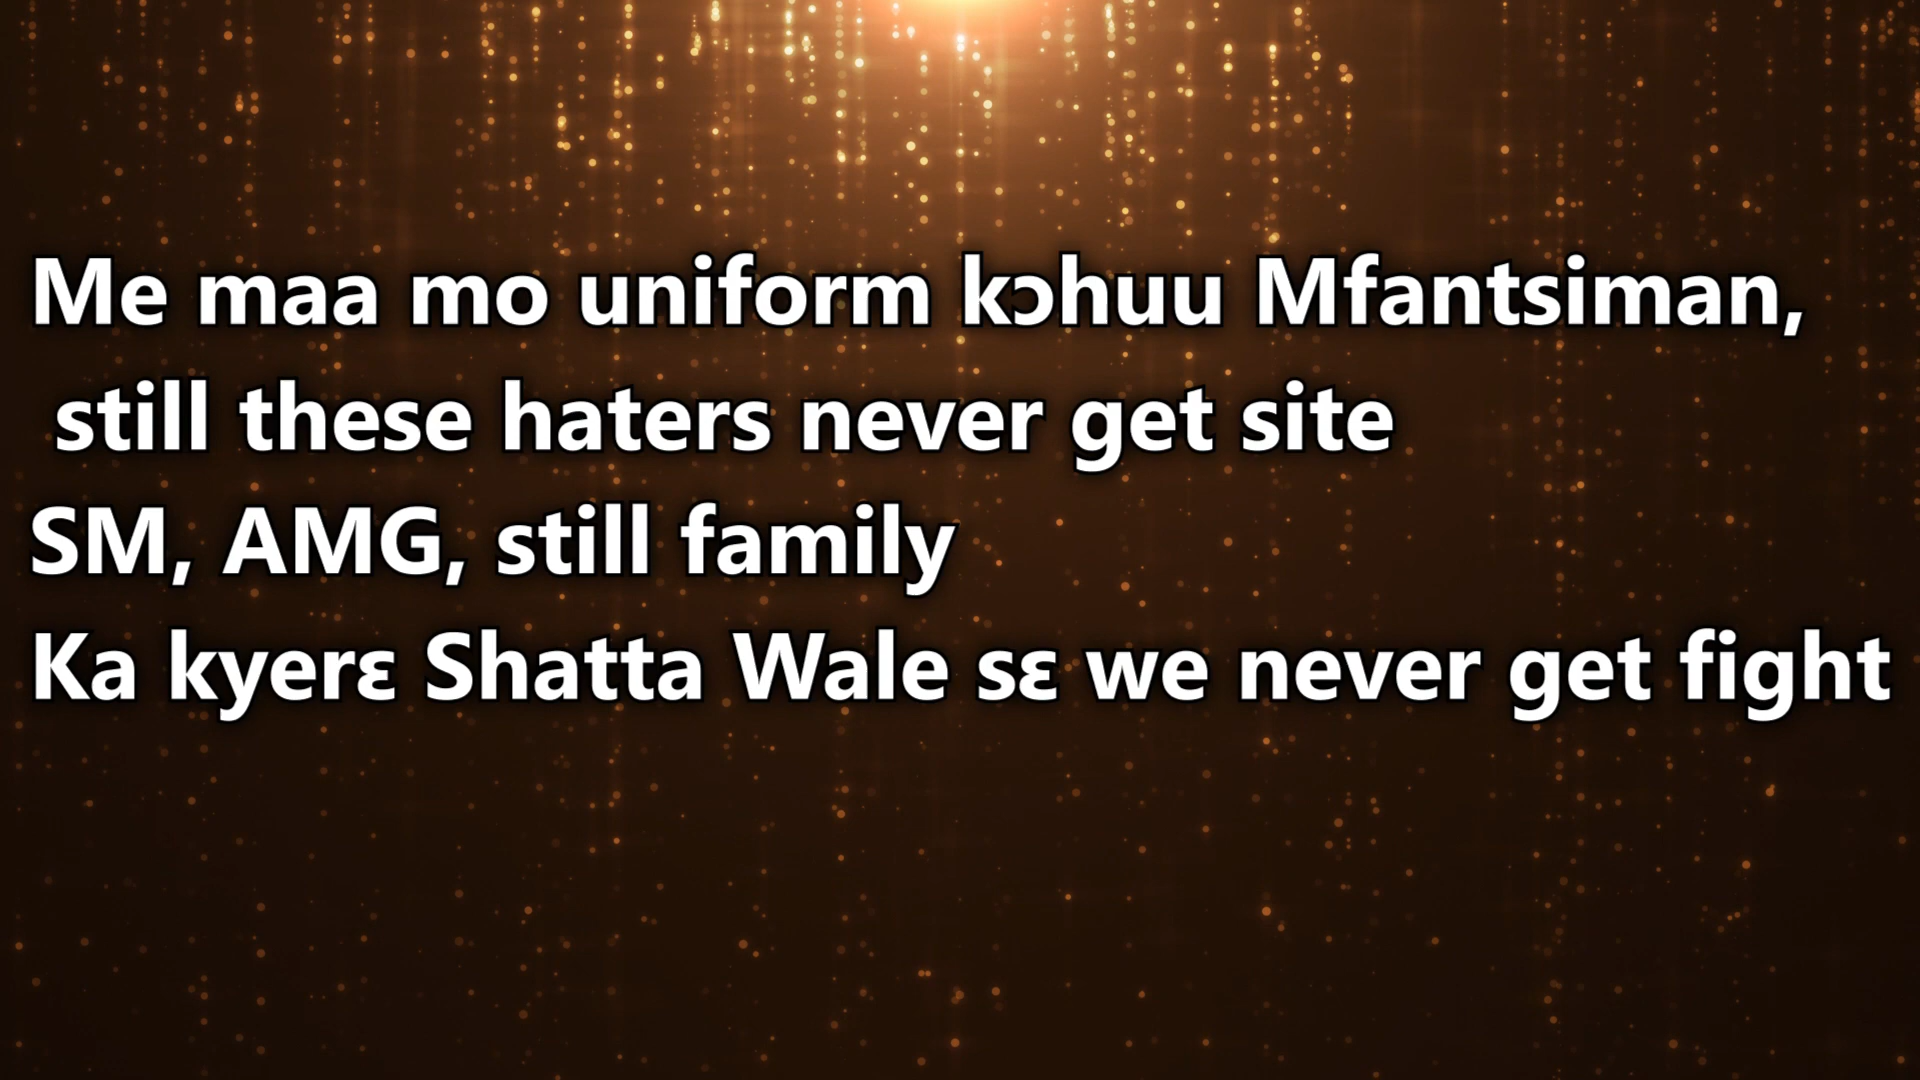 Me maa mo uniform kɔhuu Mfantsiman,
still these haters never get site
SM, AMG, still family
Ka kyerɛ Shatta Wale sɛ we never get fight